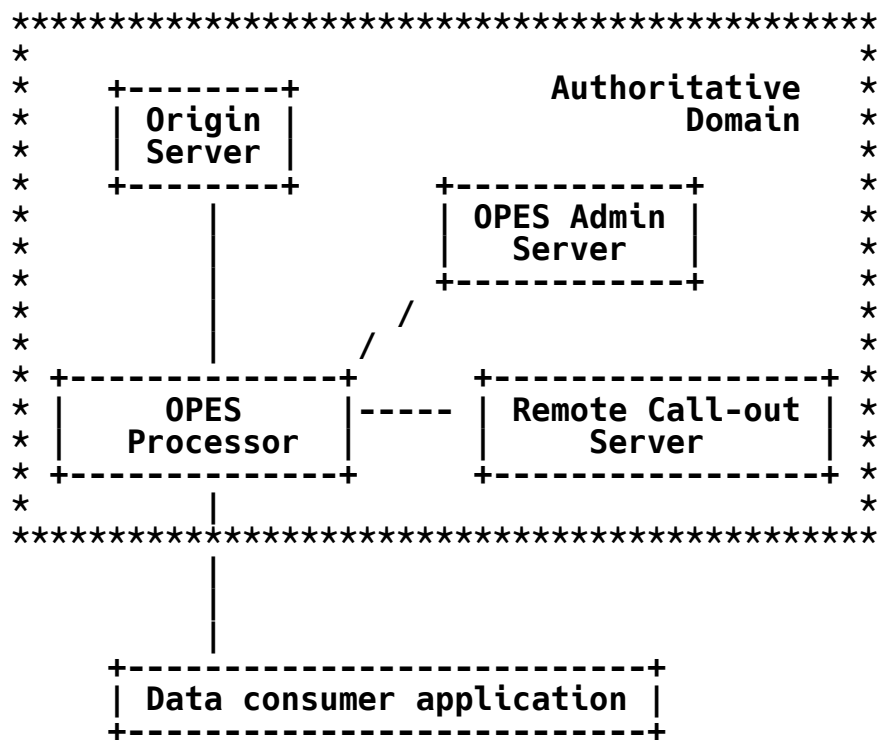 Authoritative
Origin
Domain
Server
OPES Admin
Server
OPES
Remote Call-out
Processor
Server
Data consumer application